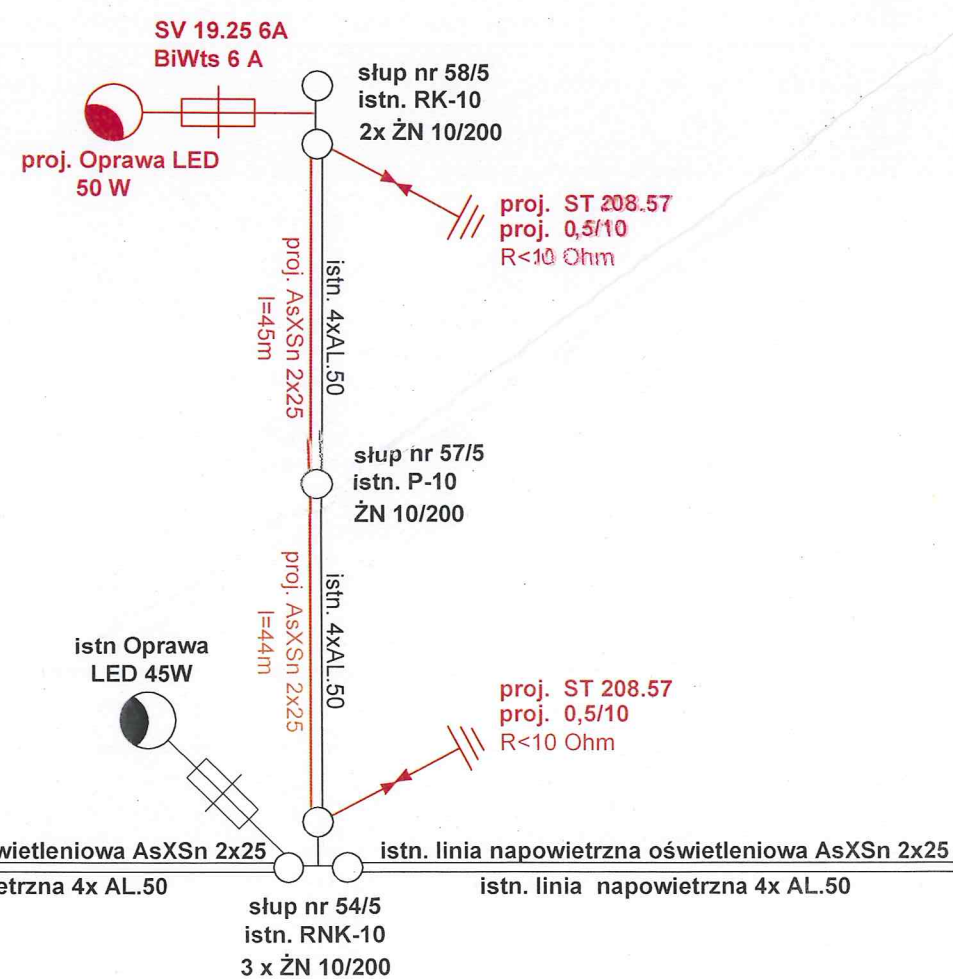 SV 19.25 6A
BiWts 6 A
słup nr 58/5
istn. RK-10
2x ŻN 10/200
proj. Oprawa LED
50 W
proj. ST 208.57
proj. 0,5/10
R<10 Ohm
proj. AsXSn 2x25
l=45m
istn. 4xAL.50
słup nr 57/5
istn. P-10
ŻN 10/200
proj. AsXSn 2x25
l=44m
istn. 4xAL.50
istn Oprawa
LED 45W
proj. ST 208.57
proj. 0,5/10
R<10 Ohm
wietleniowa AsXSn 2x25
etrzna 4x AL.50
istn. linia napowietrzna oświetleniowa AsXSn 2x25
istn. linia napowietrzna 4x AL.50
słup nr 54/5
istn. RNK-10
3 x ŻN 10/200